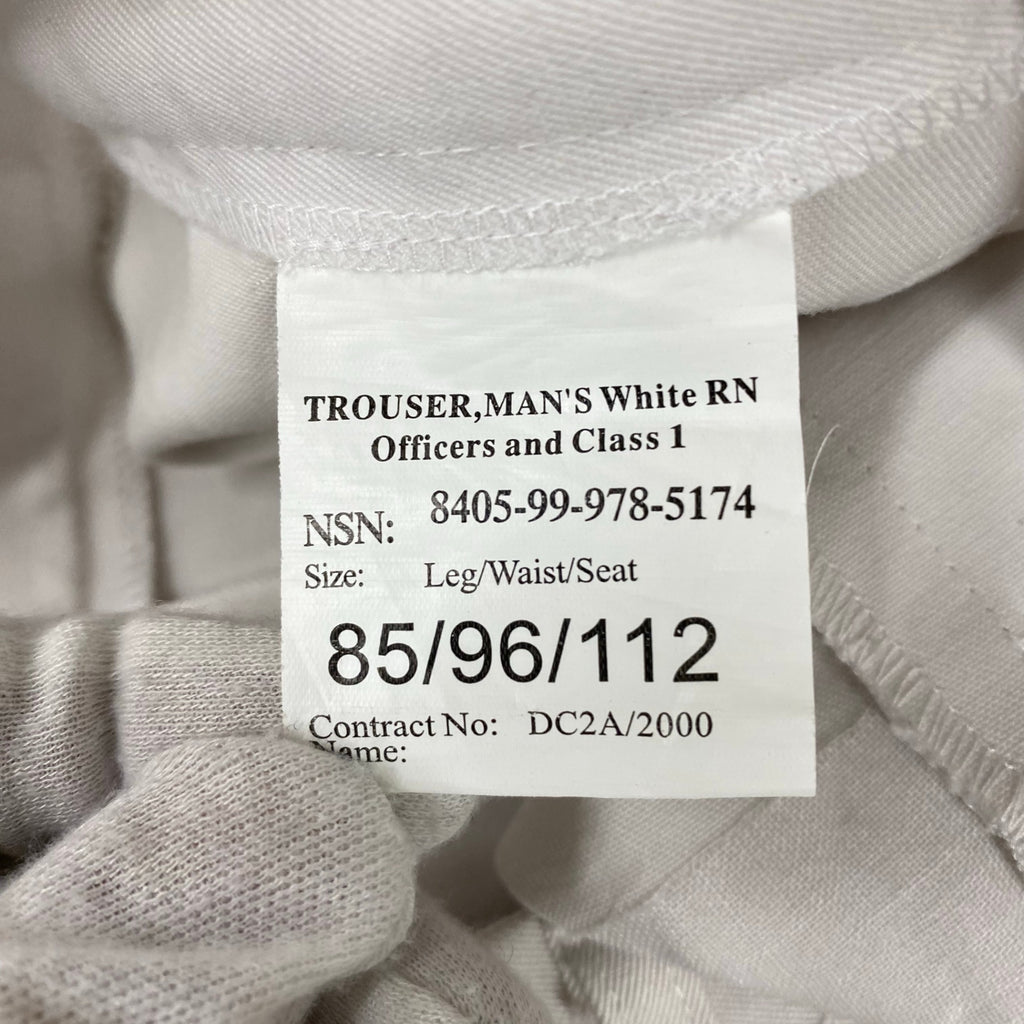 TROUSER,MAN'S White RN
Officers and Class 1
NSN: 8405-99-978-5174
Size: Leg/Waist/Seat
85/96/112
Contract No: DC2A/2000
Name: